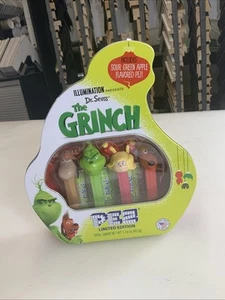 SOUR GREEN APPLE
FLAVORED PEZ!
ILLUMINATION PRESENTS
Dr. Seuss'
THE
GRINCH
PEZ
LIMITED EDITION